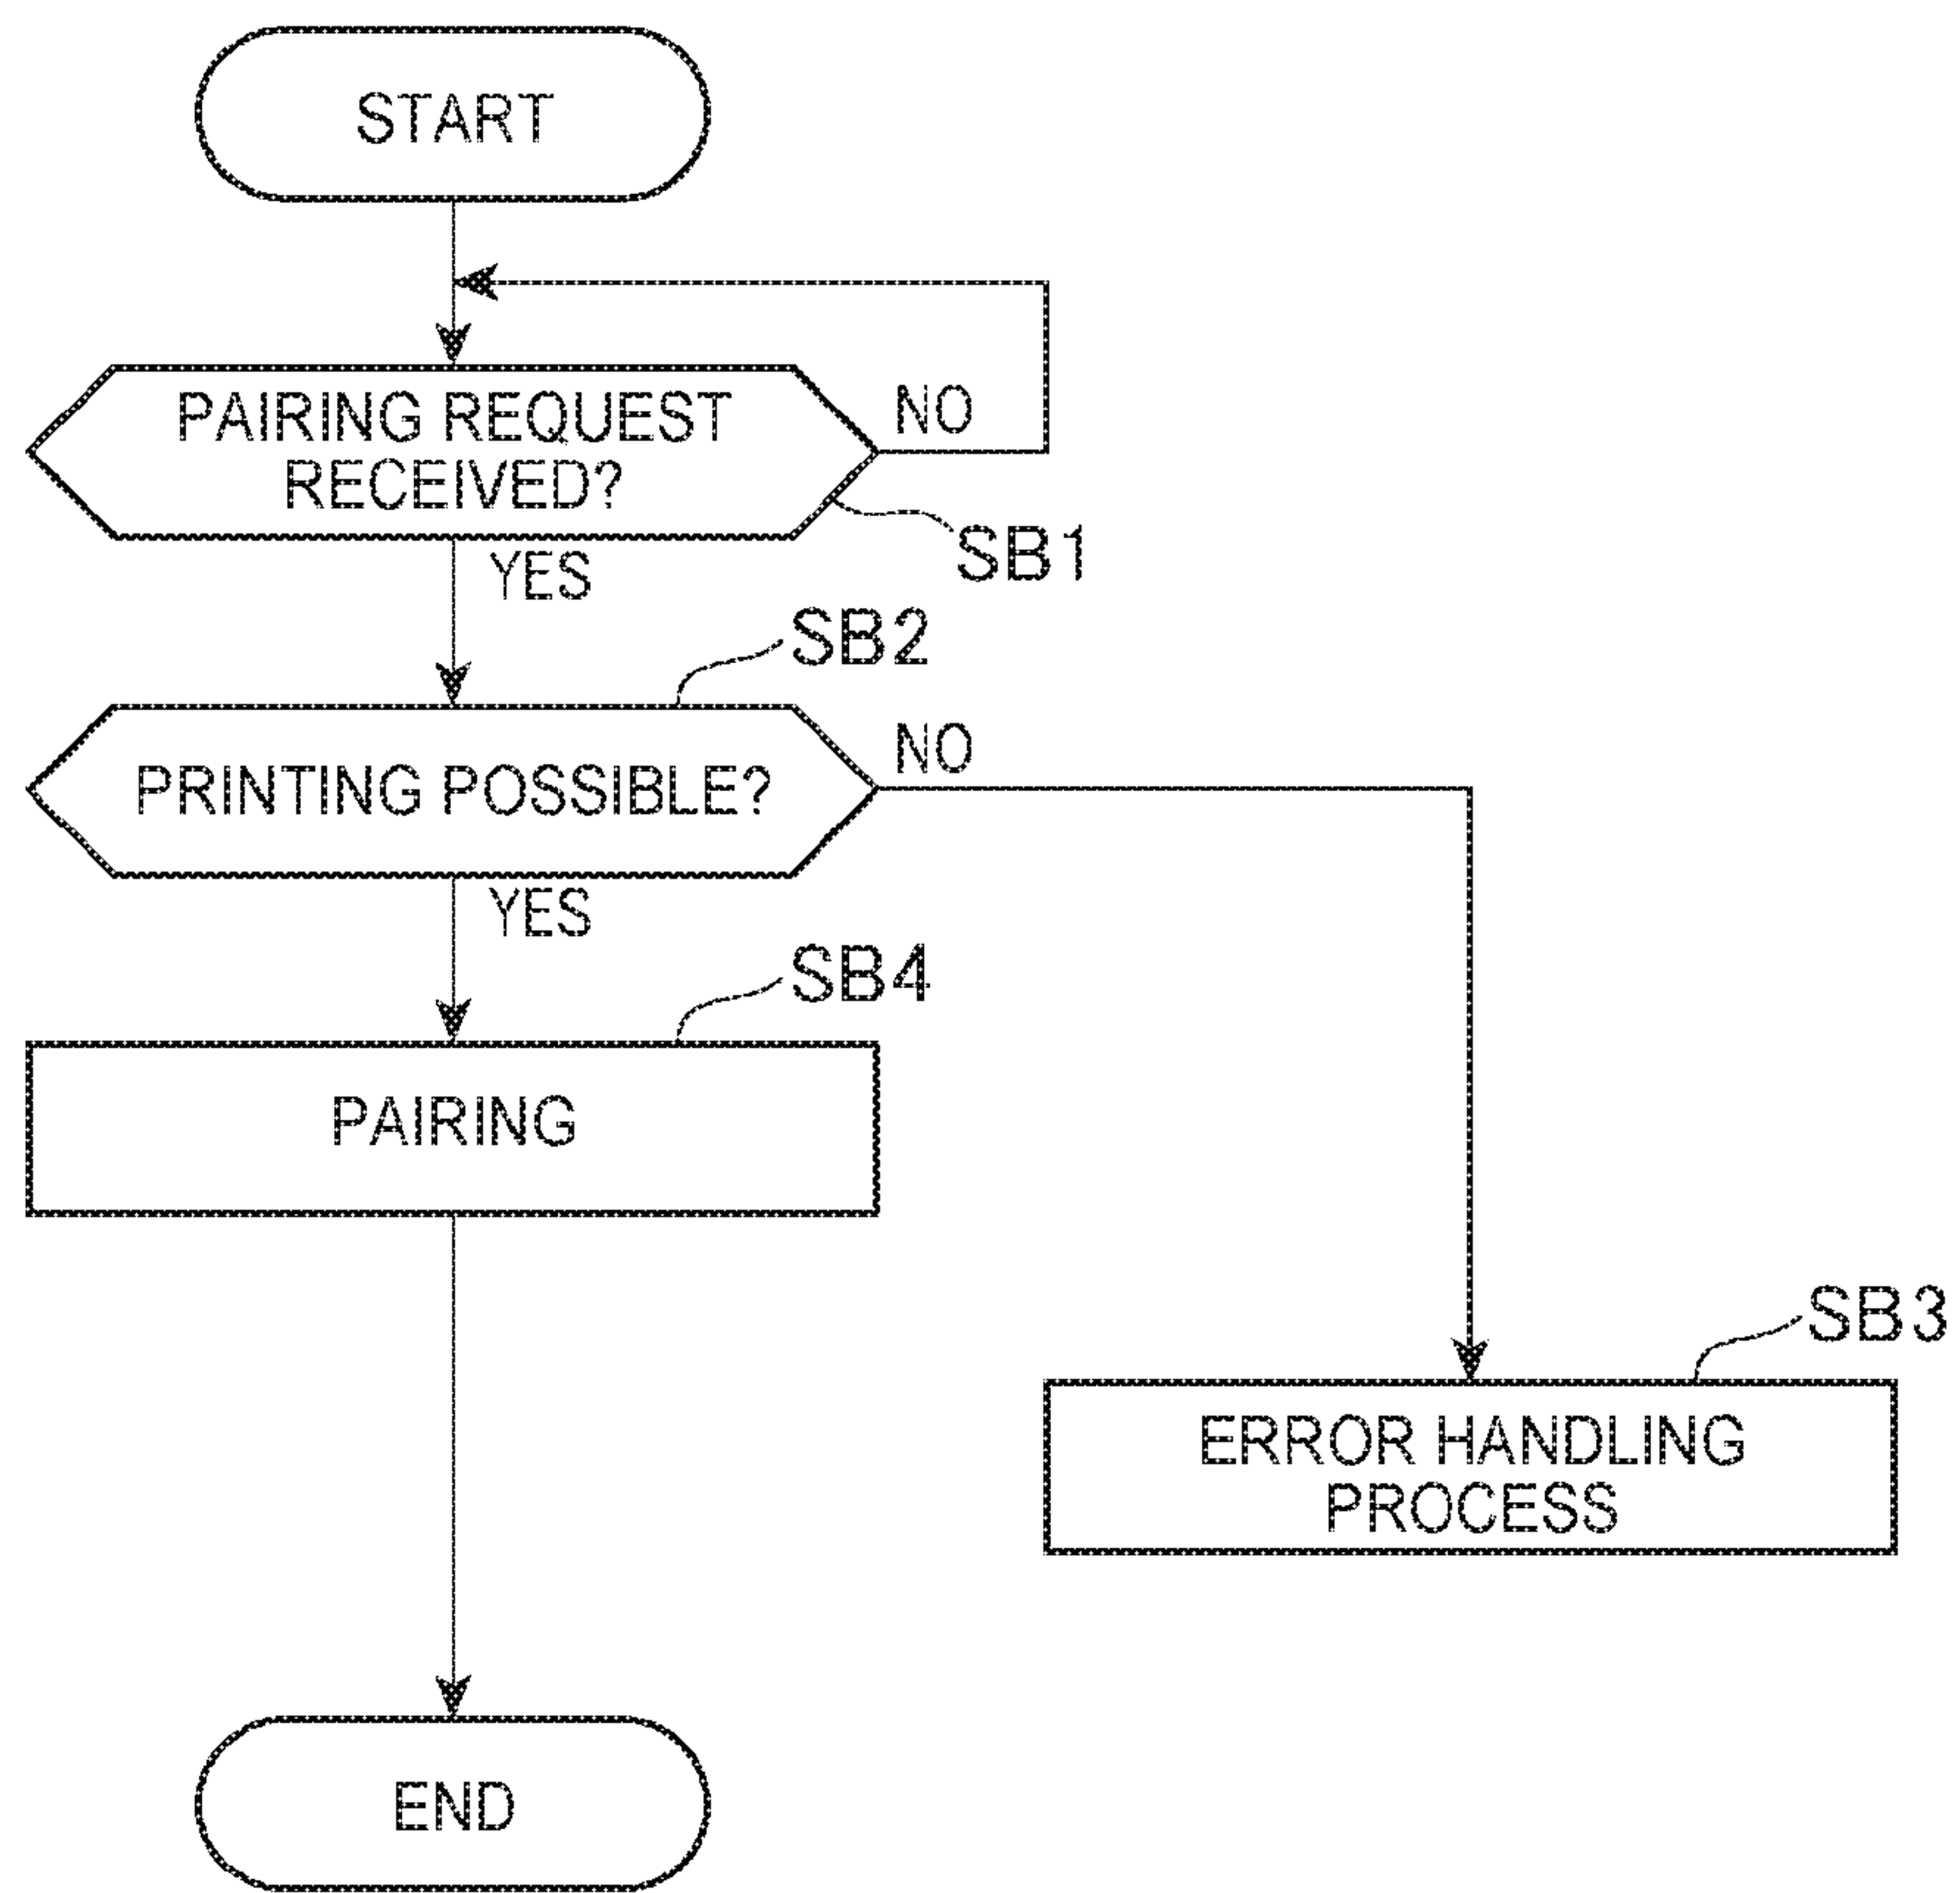 START
PAIRING REQUEST
RECEIVED?
NO
SB1
YES
SB2
PRINTING POSSIBLE?
NO
YES
SB4
PAIRING
SB3
ERROR HANDLING
PROCESS
END